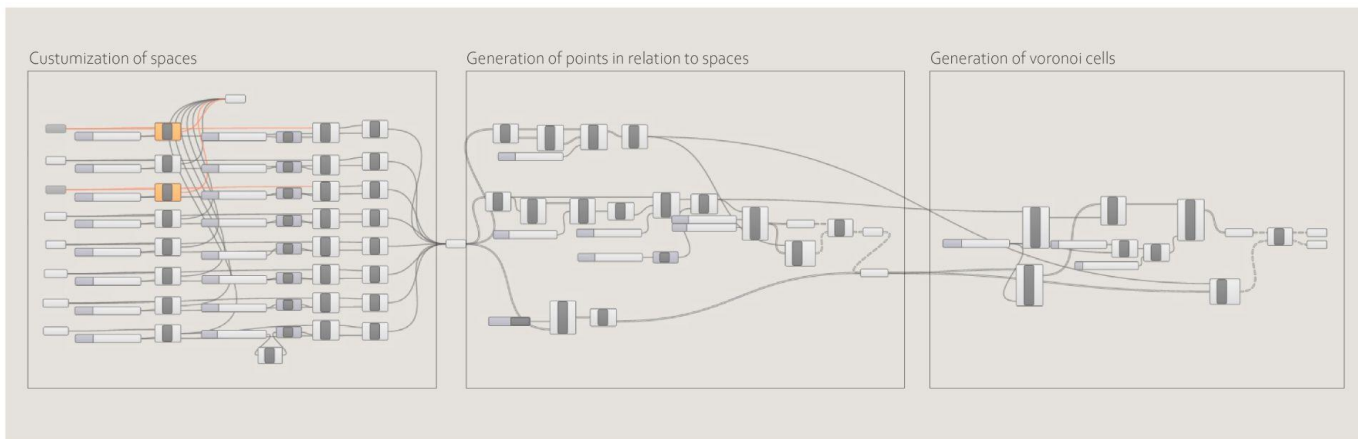 Custumization of spaces
Generation of points in relation to spaces
Generation of voronoi cells